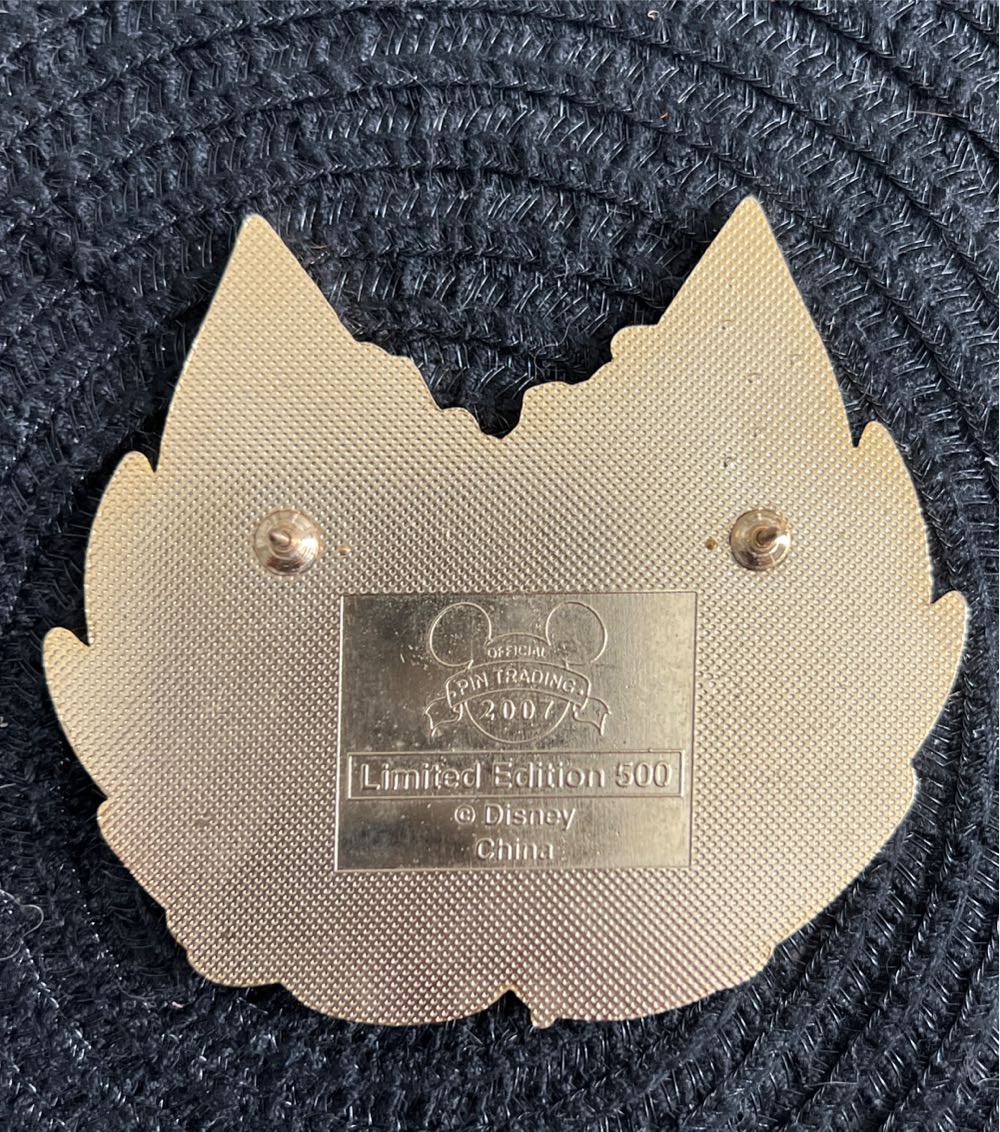 OFFICIAL
PIN TRADING
2007
Limited Edition 500
© Disney
China